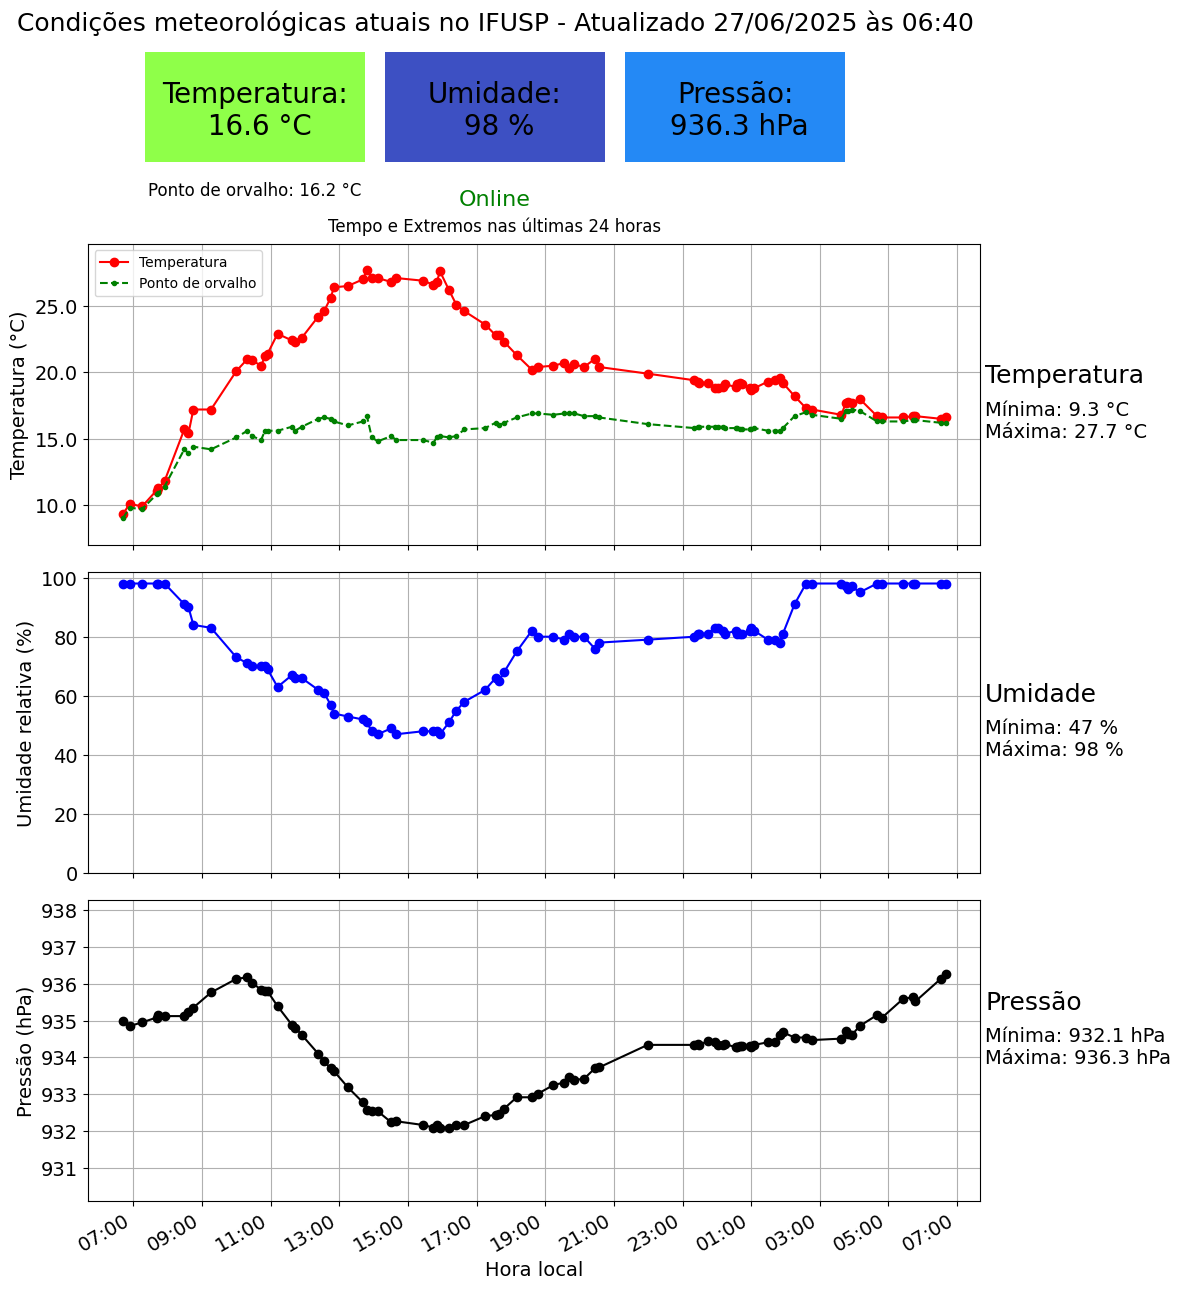 Condições meteorológicas atuais no IFUSP - Atualizado 27/06/2025 às 06:40
Temperatura:
16.6 °C
Umidade:
98 %
Pressão:
936.3 hPa
Ponto de orvalho: 16.2 °C
Online
Tempo e Extremos nas últimas 24 horas
Temperatura
Ponto de orvalho
Temperatura (°C)
25.0
20.0
15.0
10.0
Temperatura
Mínima: 9.3 °C
Máxima: 27.7 °C
Umidade relativa (%)
100
80
60
40
20
0
Umidade
Mínima: 47 %
Máxima: 98 %
Pressão (hPa)
938
937
936
935
934
933
932
931
Pressão
Mínima: 932.1 hPa
Máxima: 936.3 hPa
07:00 09:00 11:00 13:00 15:00 17:00 19:00 21:00 23:00 01:00 03:00 05:00 07:00
Hora local